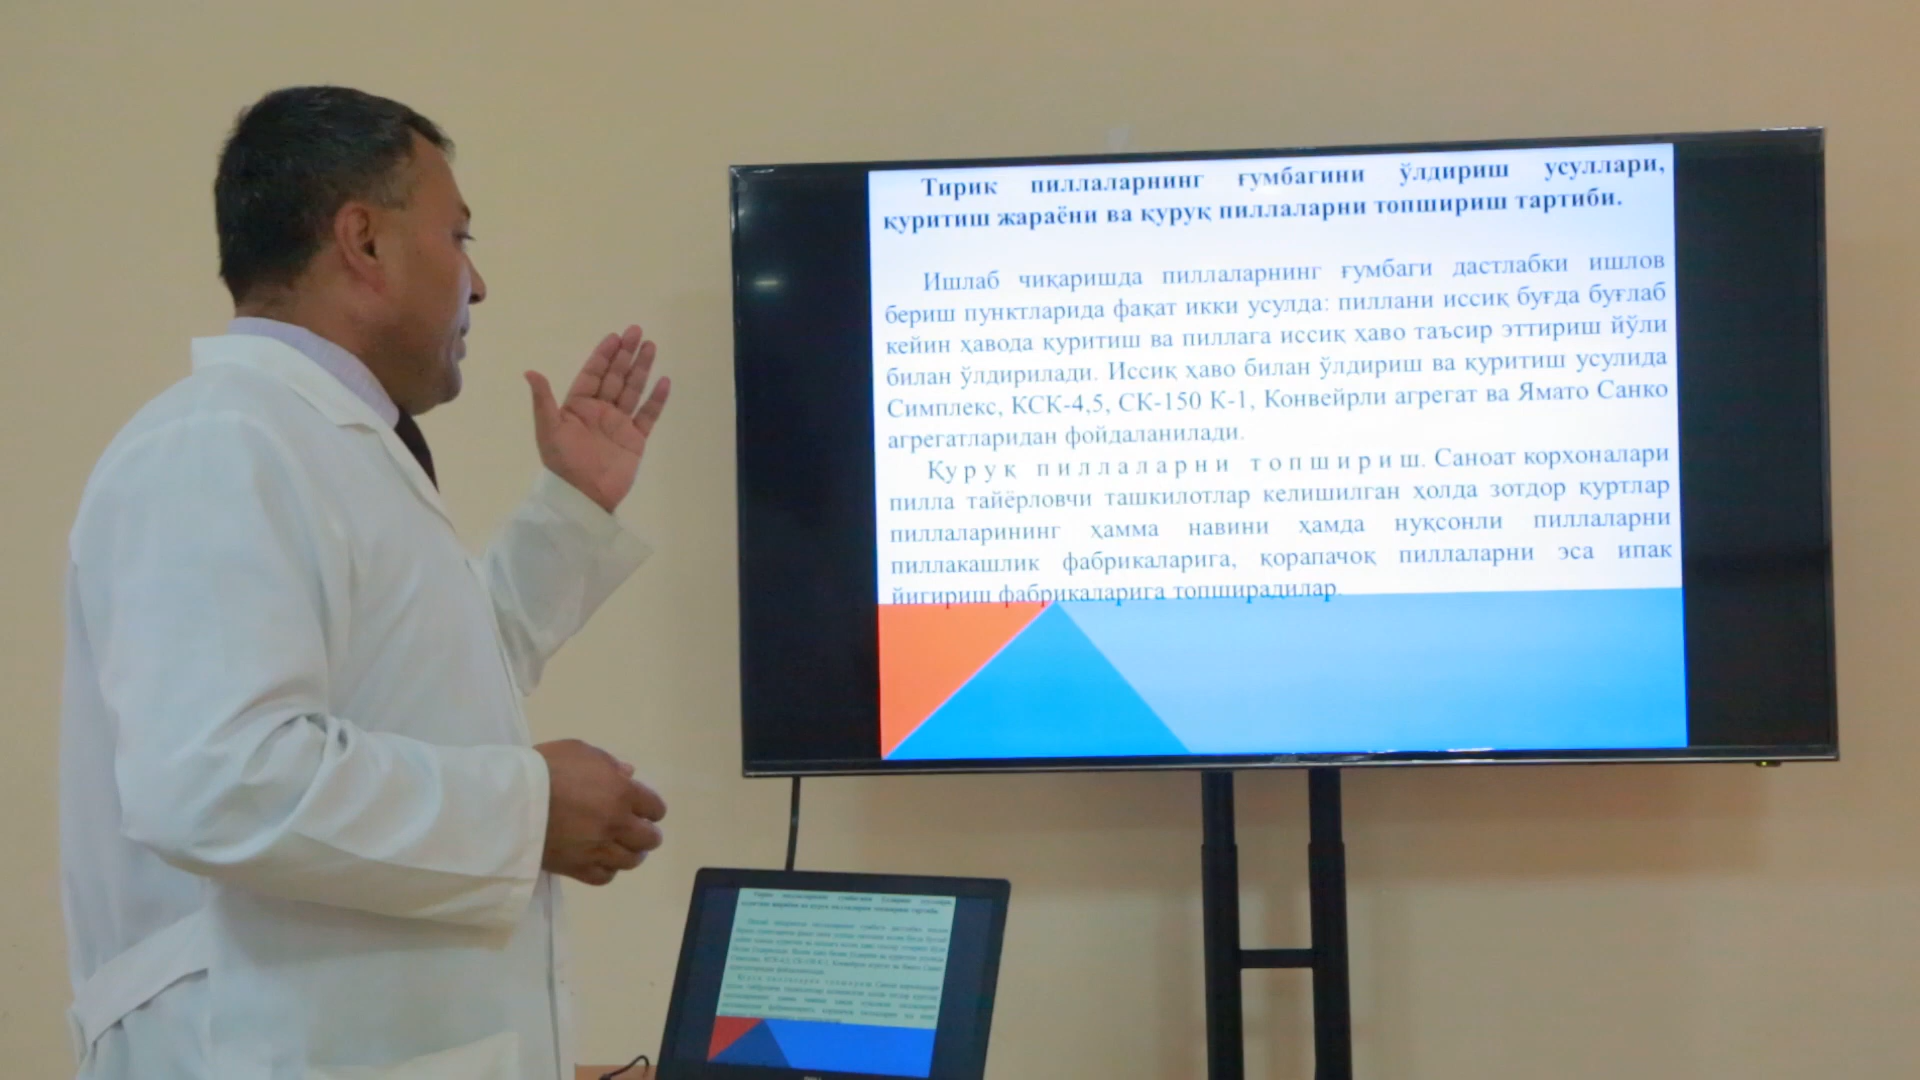 Тирик пиллаларнинг ғумбагини ўлдириш усуллари,
қуритиш жараёни ва қуруқ пиллаларни топшириш тартиби.
Ишлаб чиқаришда пиллаларнинг ғумбаги дастлабки ишлов
бериш пунктларида фақат икки усулда: пиллани иссиқ буғда буғлаб
кейин ҳавода қуритиш ва пиллага иссиқ ҳаво таъсир эттириш йўли
билан ўлдирилади. Иссиқ ҳаво билан ўлдириш ва қуритиш усулида
Симплекс, КСК-4,5, СК-150 К-1, Конвейрли агрегат ва Ямато Санко
агрегатларидан фойдаланилади.
Қуруқ пиллаларни топшириш. Саноат корхоналари
пилла тайёрловчи ташкилотлар келишилган ҳолда зотдор қуртлар
пиллаларининг ҳамма навини ҳамда нуқсонли пиллаларни
пиллакашлик фабрикаларига, қорапачоқ пиллаларни эса ипак
йигириш фабрикаларига топширадилар